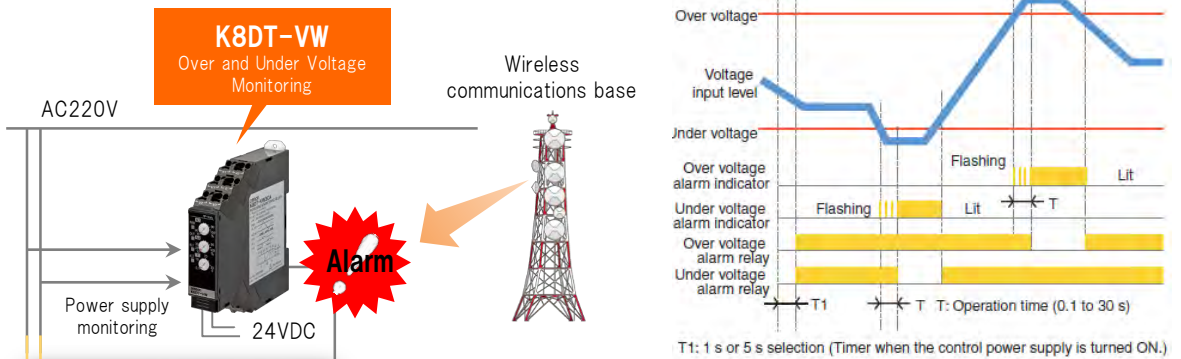 K8DT-VW
Over and Under Voltage
Monitoring
AC220V
Wireless
communications base
Alarm
Power supply
monitoring
24VDC
Over voltage
Voltage
input level
Under voltage
Over voltage
alarm indicator
Flashing
Lit
T
Under voltage
alarm indicator
Flashing
Lit
Over voltage
alarm relay
Under voltage
alarm relay
T1
T
T: Operation time (0.1 to 30 s)
T1: 1 s or 5 s selection (Timer when the control power supply is turned ON.)